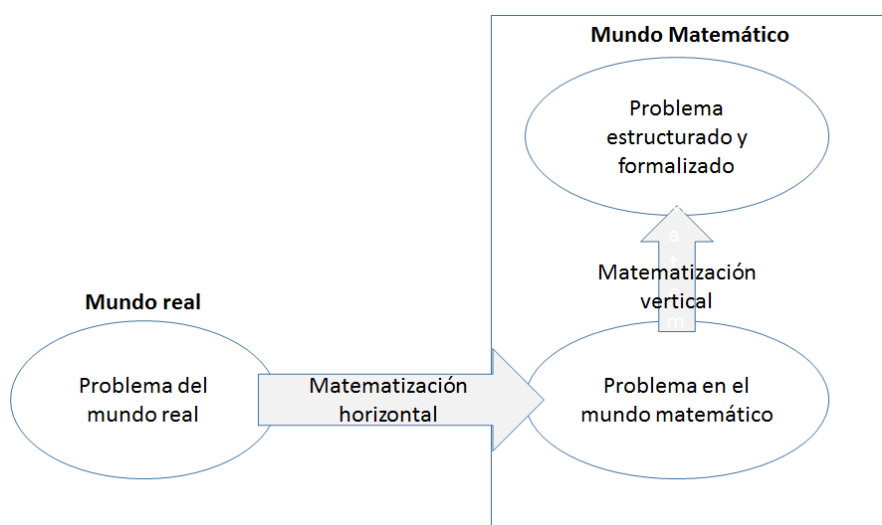 Mundo Matemático
Problema
estructurado y
formalizado
a
t
Matematización
vertical
e
m
Mundo real
Problema del
mundo real
Matematización
horizontal
Problema en el
mundo matemático